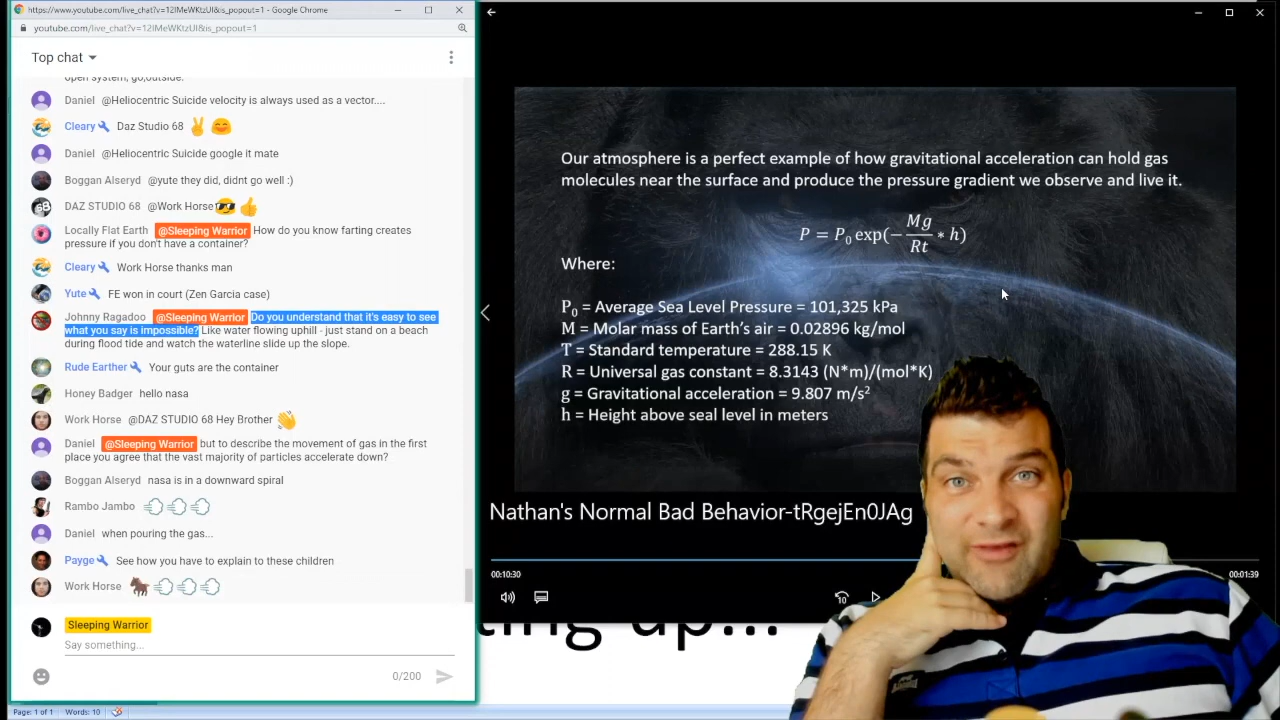 https://www.youtube.com/live_chat?v=12IMeWKtzUI&is_popout=1 - Google Chrome
youtube.com/live_chat?v=12IMeWKtzUI&is_popout=1
Top chat
open system, go,outside.
Daniel @Heliocentric Suicide velocity is always used as a vector....
Cleary Daz Studio 68 ✌😊
Daniel @Heliocentric Suicide google it mate
Boggan Alseryd @yute they did, didnt go well :)
DAZ STUDIO 68 @Work Horse😎👍
Locally Flat Earth @Sleeping Warrior How do you know farting creates
pressure if you don't have a container?
Cleary Work Horse thanks man
Yute FE won in court (Zen Garcia case)
Johnny Ragadoo @Sleeping Warrior Do you understand that it's easy to see
what you say is impossible? Like water flowing uphill - just stand on a beach
during flood tide and watch the waterline slide up the slope.
Rude Earther Your guts are the container
Honey Badger hello nasa
Work Horse @DAZ STUDIO 68 Hey Brother 👋
Daniel @Sleeping Warrior but to describe the movement of gas in the first
place you agree that the vast majority of particles accelerate down?
Boggan Alseryd nasa is in a downward spiral
Rambo Jambo 💨💨💨
Daniel when pouring the gas...
Payge See how you have to explain to these children
Work Horse 🐎💨💨💨
Sleeping Warrior
Say something...
0/200
Page: 1 of 1 Words: 10
Our atmosphere is a perfect example of how gravitational acceleration can hold gas
molecules near the surface and produce the pressure gradient we observe and live it.
P = P₀ exp(− Mg/Rt * h)
Where:
P₀ = Average Sea Level Pressure = 101,325 kPa
M = Molar mass of Earth's air = 0.02896 kg/mol
T = Standard temperature = 288.15 K
R = Universal gas constant = 8.3143 (N*m)/(mol*K)
g = Gravitational acceleration = 9.807 m/s²
h = Height above seal level in meters
Nathan's Normal Bad Behavior-tRgejEn0JAg
00:10:30
00:01:39
10
ting up...